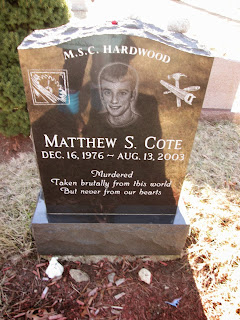 M.S.C. HARDWOOD
MATTHEW S. COTE
DEC. 16, 1976 ~ AUG. 13, 2003
Murdered
Taken brutally from this world
But never from our hearts